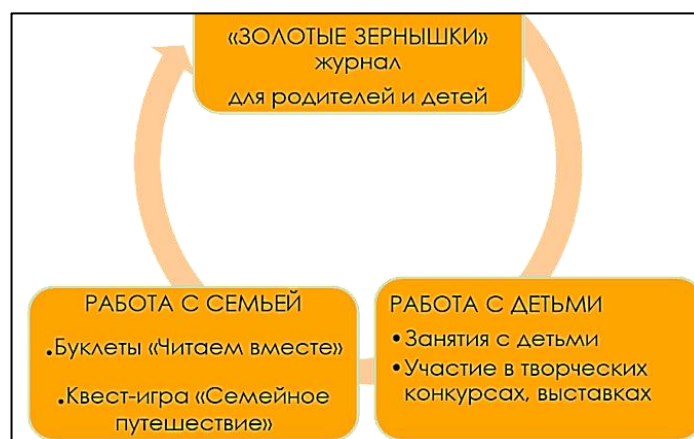 «ЗОЛОТЫЕ ЗЕРНЫШКИ»
журнал
для родителей и детей
РАБОТА С СЕМЬЕЙ
.Буклеты «Читаем вместе»
.Квест-игра «Семейное
путешествие»
РАБОТА С ДЕТЬМИ
•Занятия с детьми
•Участие в творческих
конкурсах, выставках